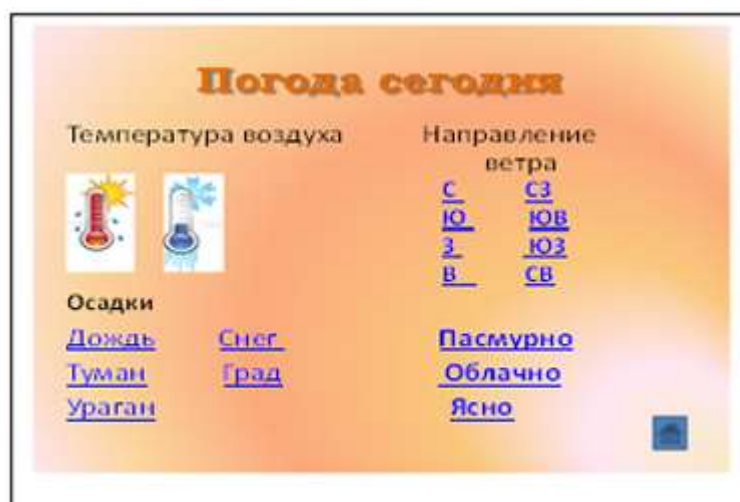 Погода сегодня
Температура воздуха
Направление
ветра
С СЗ
Ю ЮВ
З ЮЗ
В СВ
Осадки
Дождь Снег
Туман Град
Ураган
Пасмурно
Облачно
Ясно